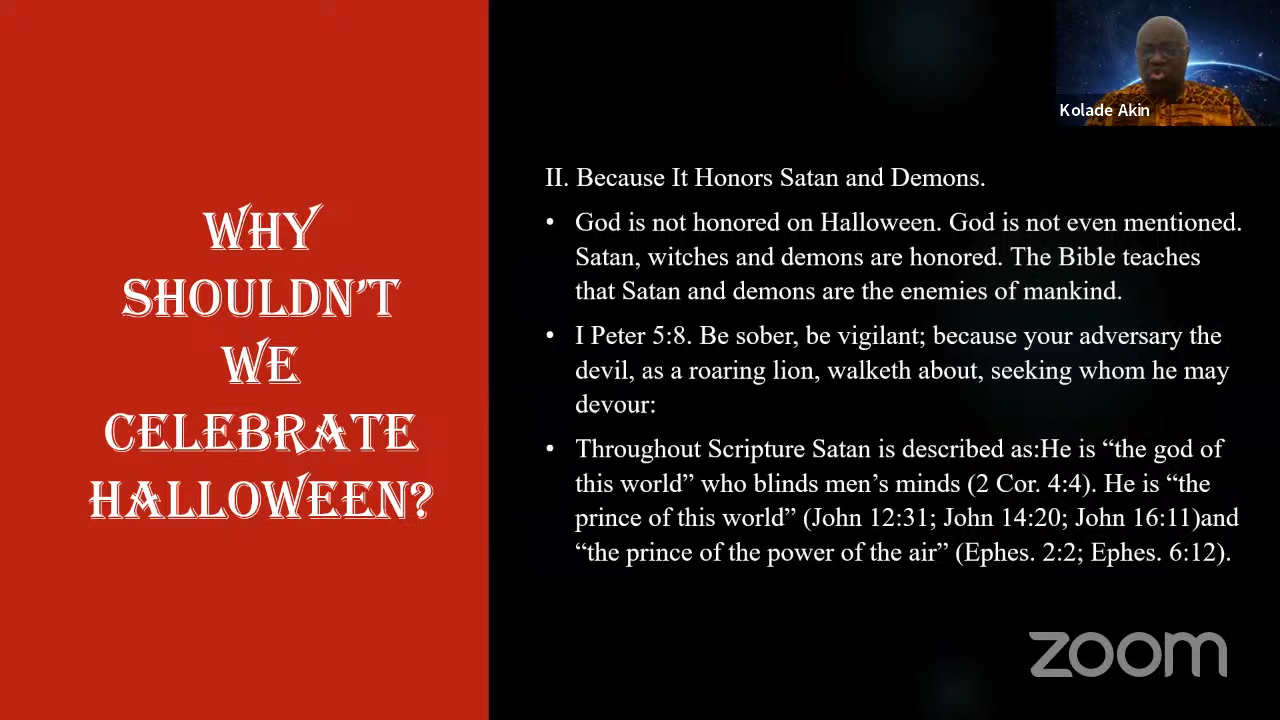 Kolade Akin
WHY
SHOULDN'T
WE
CELEBRATE
HALLOWEEN?
II. Because It Honors Satan and Demons.
• God is not honored on Halloween. God is not even mentioned.
Satan, witches and demons are honored. The Bible teaches
that Satan and demons are the enemies of mankind.
• I Peter 5:8. Be sober, be vigilant; because your adversary the
devil, as a roaring lion, walketh about, seeking whom he may
devour:
• Throughout Scripture Satan is described as:He is “the god of
this world” who blinds men’s minds (2 Cor. 4:4). He is “the
prince of this world” (John 12:31; John 14:20; John 16:11)and
“the prince of the power of the air” (Ephes. 2:2; Ephes. 6:12).
zoom